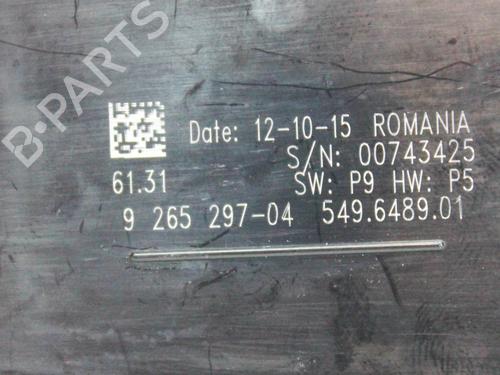 B-PARTS
Date: 12-10-15 ROMANIA
S/N: 00743425
61.31 SW: P9 HW: P5
9 265 297-04 549.6489.01